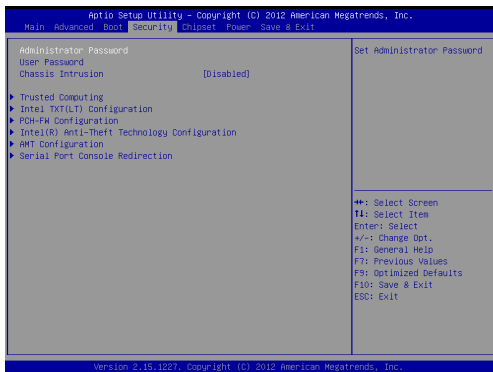 Aptio Setup Utility – Copyright (C) 2012 American Megatrends, Inc.
Main Advanced Boot Security Chipset Power Save & Exit
Administrator Password
User Password
Chassis Intrusion [Disabled]
Trusted Computing
Intel TXT(LT) Configuration
PCH-FW Configuration
Intel(R) Anti-Theft Technology Configuration
AMT Configuration
Serial Port Console Redirection
Set Administrator Password
→←: Select Screen
↑↓: Select Item
Enter: Select
+/-: Change Opt.
F1: General Help
F7: Previous Values
F9: Optimized Defaults
F10: Save & Exit
ESC: Exit
Version 2.15.1227. Copyright (C) 2012 American Megatrends, Inc.